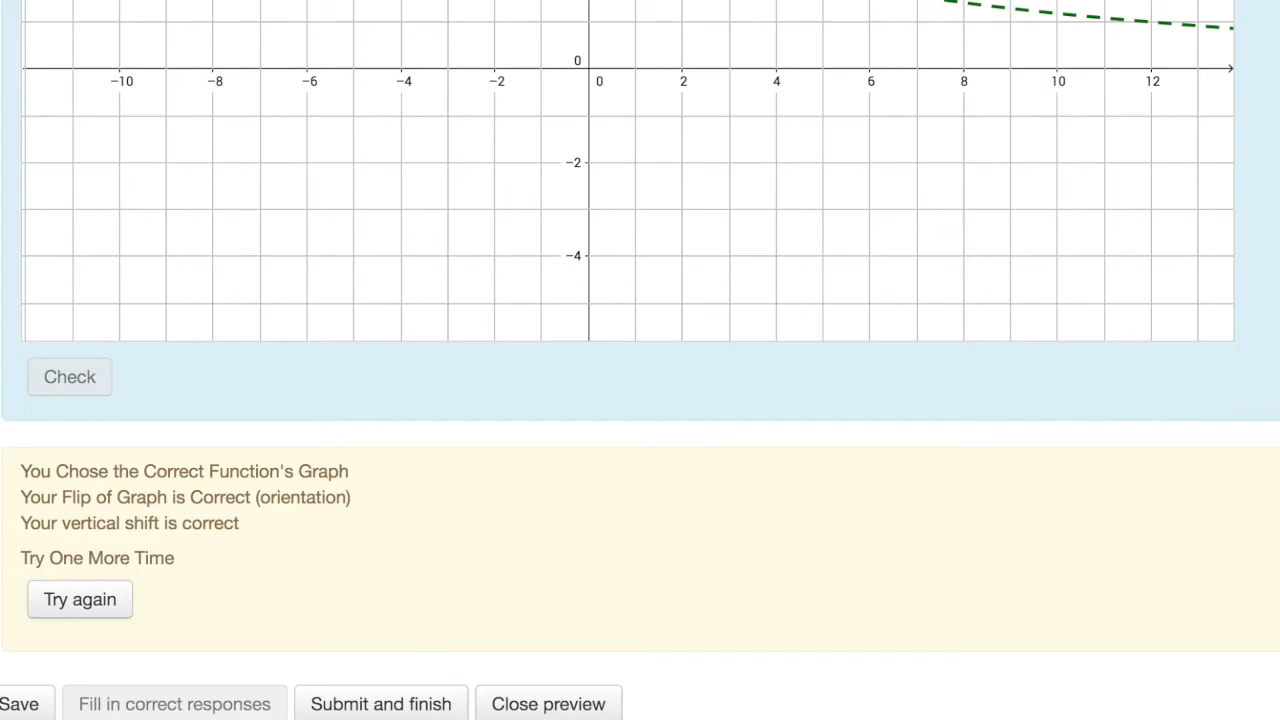 0
−10 −8 −6 −4 −2 0 2 4 6 8 10 12
−2
−4
Check
You Chose the Correct Function's Graph
Your Flip of Graph is Correct (orientation)
Your vertical shift is correct
Try One More Time
Try again
Save Fill in correct responses Submit and finish Close preview